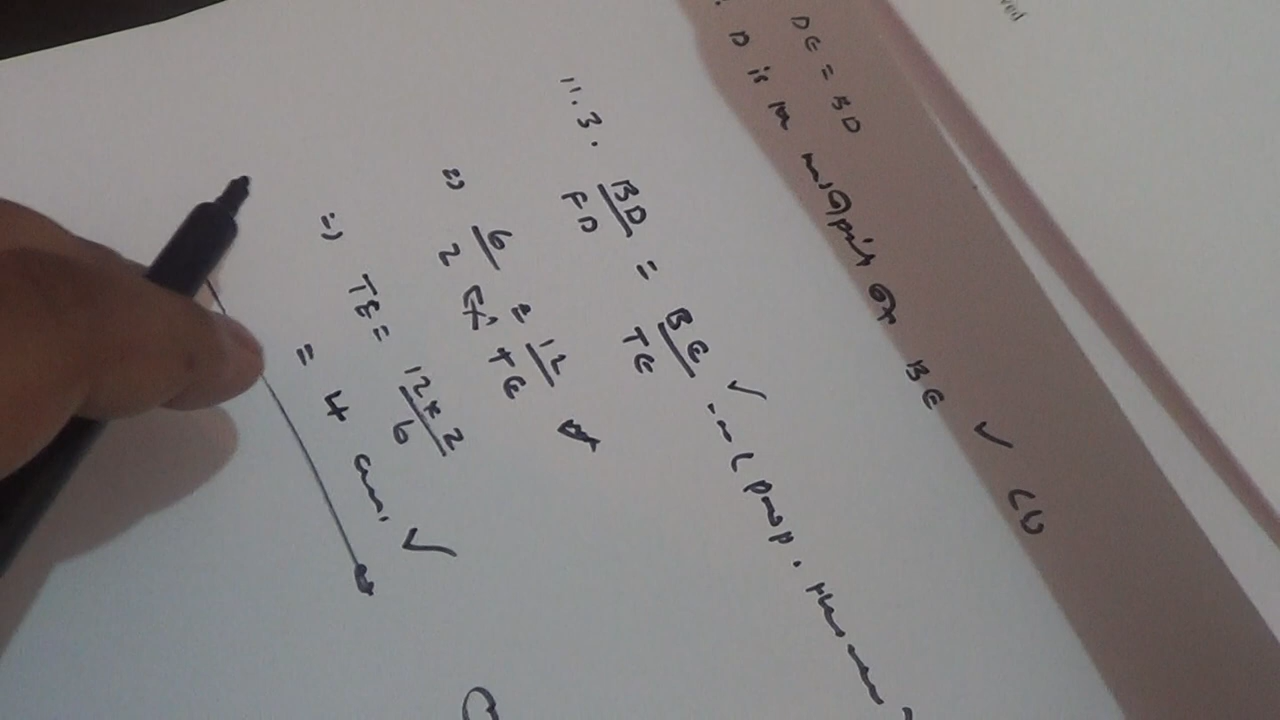 DE = BD
D is the midpoint of BE ✓ (4)
11.3. BD/FD = BE/TE ✓ ... (prop. theorem)
=> 6/2 = 12/TE
=> TE = 12×2/6
= 4 cm. ✓